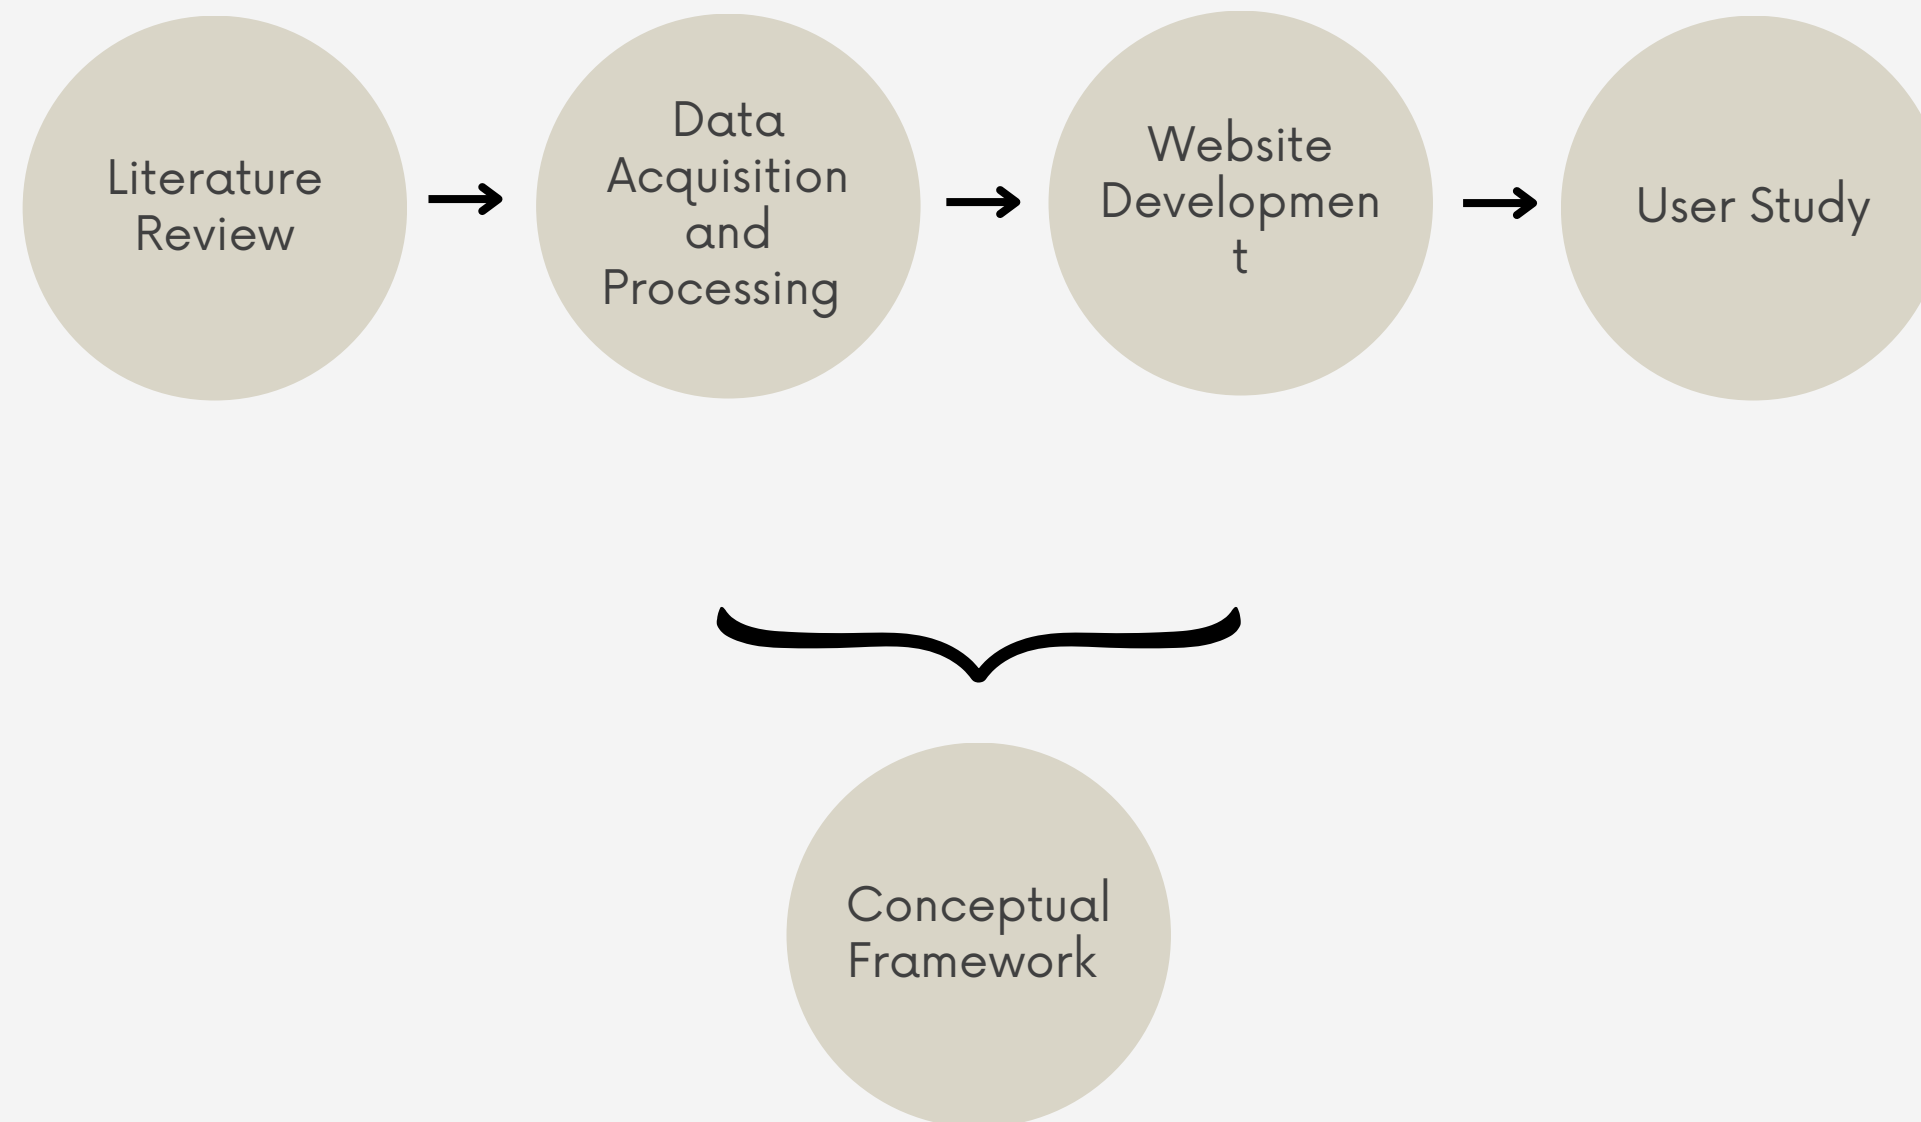 Literature
Review
Data
Acquisition
and
Processing
Website
Developmen
t
User Study
Conceptual
Framework